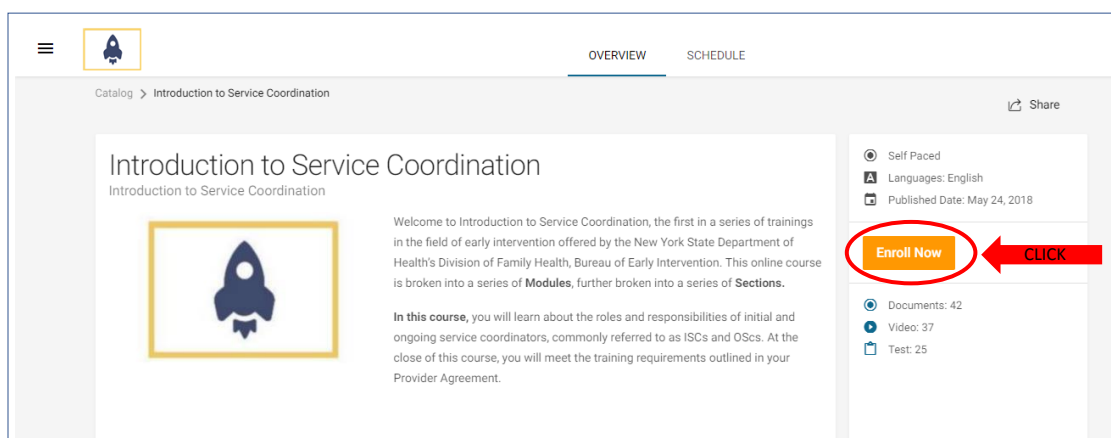 OVERVIEW SCHEDULE
Catalog > Introduction to Service Coordination
Share
Introduction to Service Coordination
Introduction to Service Coordination
Welcome to Introduction to Service Coordination, the first in a series of trainings
in the field of early intervention offered by the New York State Department of
Health's Division of Family Health, Bureau of Early Intervention. This online course
is broken into a series of Modules, further broken into a series of Sections.
In this course, you will learn about the roles and responsibilities of initial and
ongoing service coordinators, commonly referred to as ISCs and OScs. At the
close of this course, you will meet the training requirements outlined in your
Provider Agreement.
Self Paced
A Languages: English
Published Date: May 24, 2018
Enroll Now
CLICK
Documents: 42
Video: 37
Test: 25